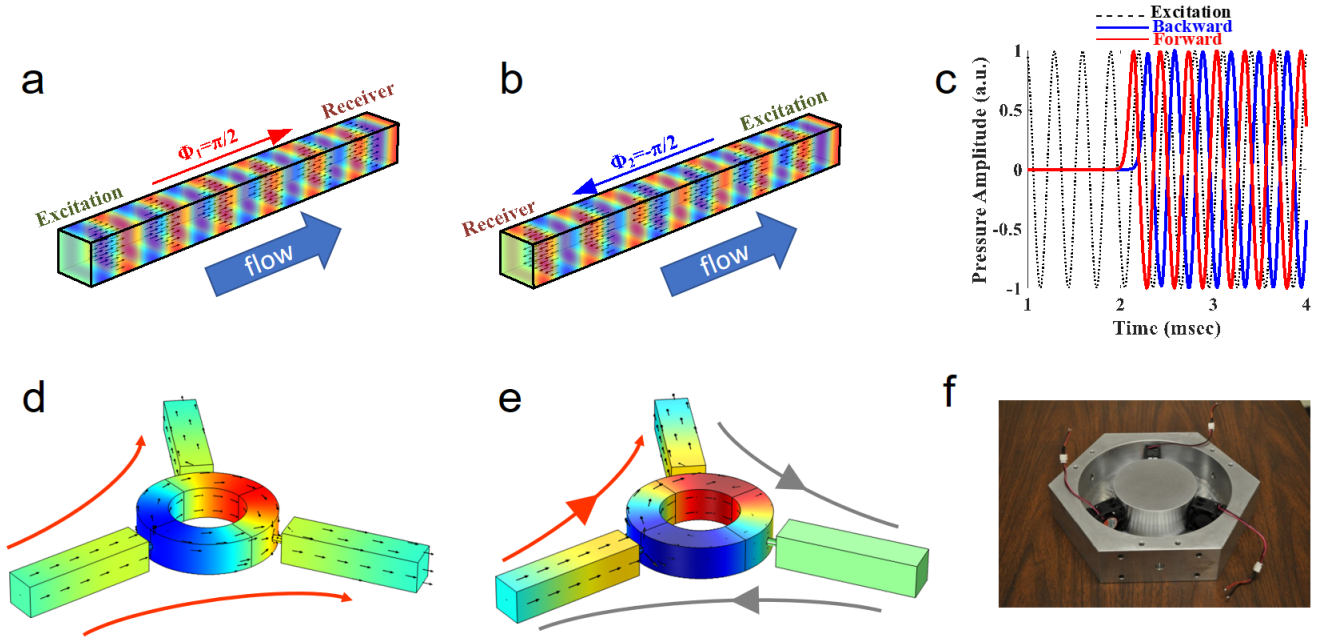 a
Excitation
Φ₁=π/2
Receiver
flow
b
Receiver
Φ₂=-π/2
Excitation
flow
c
Excitation
Backward
Forward
Pressure Amplitude (a.u.)
1
0.5
0
-0.5
-1
1 2 3 4
Time (msec)
d
e
f